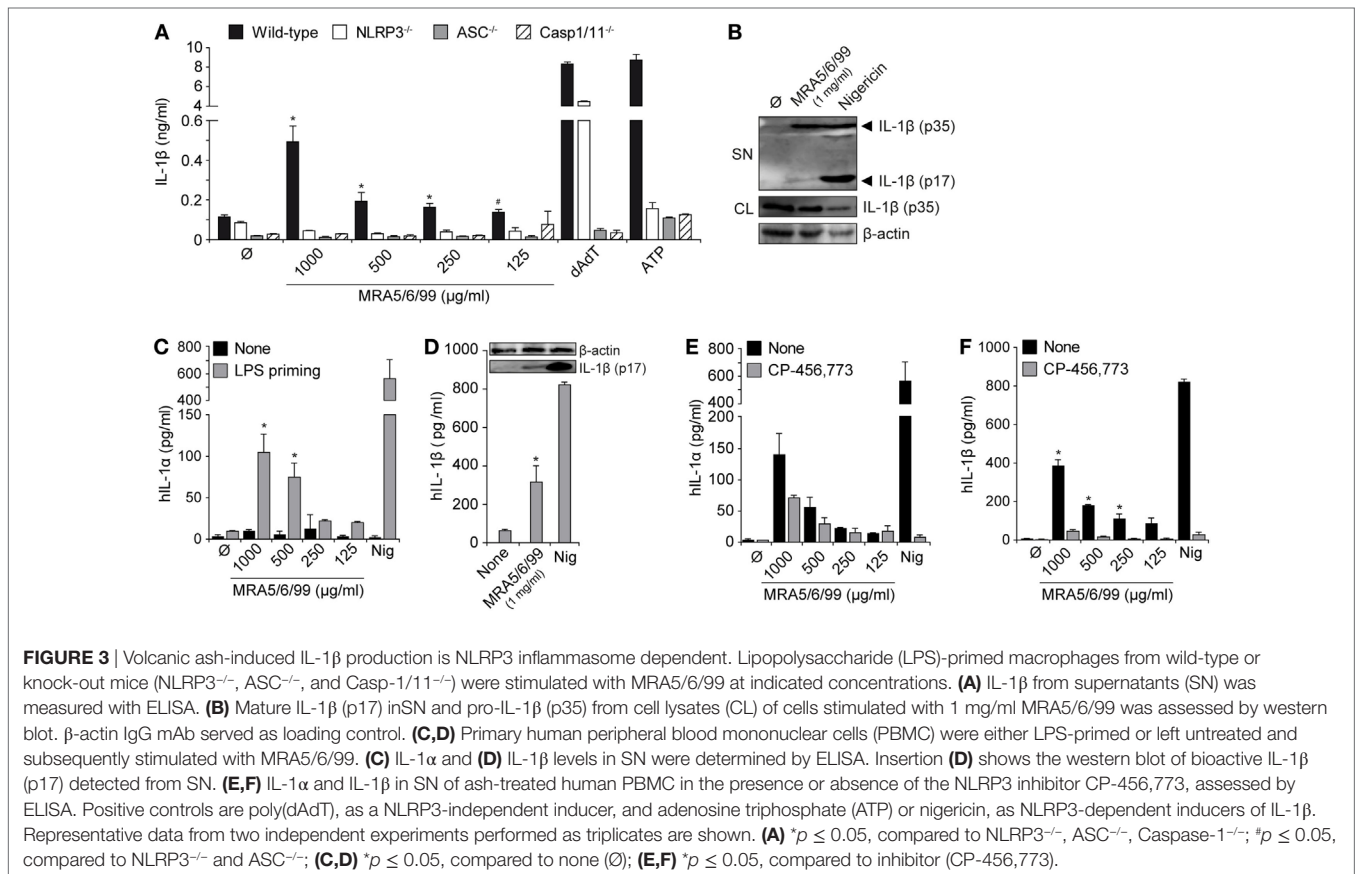 A
Wild-type NLRP3-/- ASC-/- Casp1/11-/-
IL-1β (ng/ml)
10
8
6
4
0.6
0.4
0.2
0
*
*
*
#
Ø 1000 500 250 125 dAdT ATP
MRA5/6/99 (µg/ml)
B
Ø MRA5/6/99 (1 mg/ml) Nigericin
SN
IL-1β (p35)
IL-1β (p17)
CL IL-1β (p35)
β-actin
C
None
LPS priming
hIL-1α (pg/ml)
800
600
400
150
100
50
0
*
*
Ø 1000 500 250 125 Nig
MRA5/6/99 (µg/ml)
D
β-actin
IL-1β (p17)
hIL-1β (pg/ml)
1000
800
600
400
200
0
*
None MRA5/6/99 (1 mg/ml) Nig
E
None
CP-456,773
hIL-1α (pg/ml)
800
600
400
200
150
100
50
0
Ø 1000 500 250 125 Nig
MRA5/6/99 (µg/ml)
F
None
CP-456,773
hIL-1β (pg/ml)
1000
800
600
400
200
0
*
*
*
Ø 1000 500 250 125 Nig
MRA5/6/99 (µg/ml)
FIGURE 3 | Volcanic ash-induced IL-1β production is NLRP3 inflammasome dependent. Lipopolysaccharide (LPS)-primed macrophages from wild-type or
knock-out mice (NLRP3−/−, ASC−/−, and Casp-1/11−/−) were stimulated with MRA5/6/99 at indicated concentrations. (A) IL-1β from supernatants (SN) was
measured with ELISA. (B) Mature IL-1β (p17) inSN and pro-IL-1β (p35) from cell lysates (CL) of cells stimulated with 1 mg/ml MRA5/6/99 was assessed by western
blot. β-actin IgG mAb served as loading control. (C,D) Primary human peripheral blood mononuclear cells (PBMC) were either LPS-primed or left untreated and
subsequently stimulated with MRA5/6/99. (C) IL-1α and (D) IL-1β levels in SN were determined by ELISA. Insertion (D) shows the western blot of bioactive IL-1β
(p17) detected from SN. (E,F) IL-1α and IL-1β in SN of ash-treated human PBMC in the presence or absence of the NLRP3 inhibitor CP-456,773, assessed by
ELISA. Positive controls are poly(dAdT), as a NLRP3-independent inducer, and adenosine triphosphate (ATP) or nigericin, as NLRP3-dependent inducers of IL-1β.
Representative data from two independent experiments performed as triplicates are shown. (A) *p ≤ 0.05, compared to NLRP3−/−, ASC−/−, Caspase-1−/−; #p ≤ 0.05,
compared to NLRP3−/− and ASC−/−; (C,D) *p ≤ 0.05, compared to none (Ø); (E,F) *p ≤ 0.05, compared to inhibitor (CP-456,773).